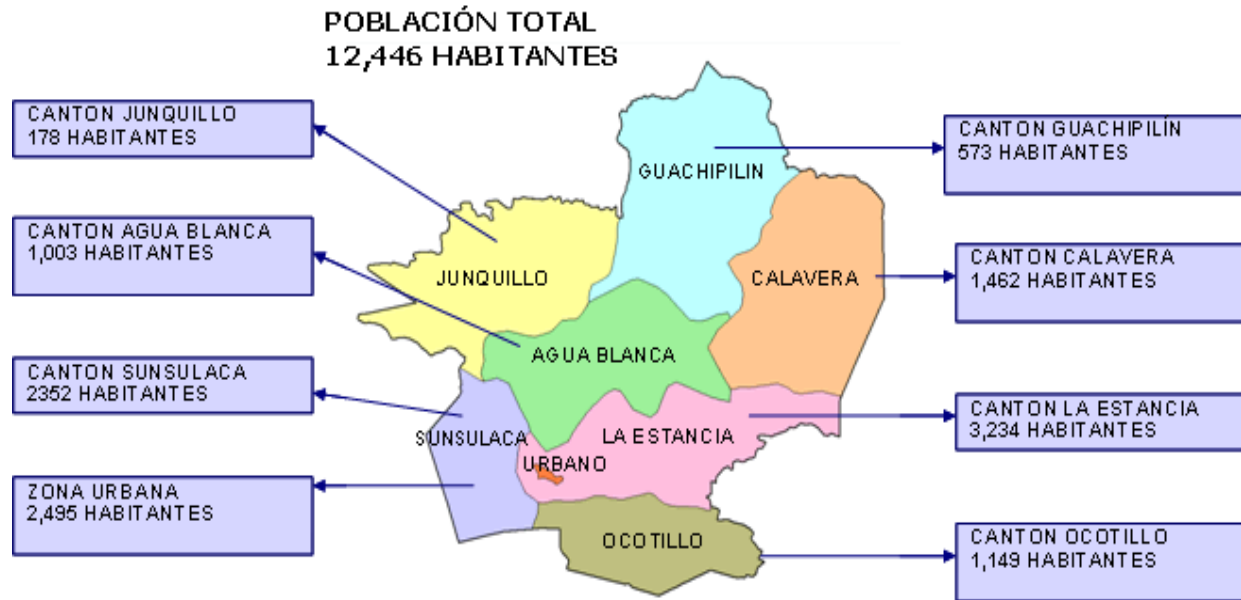 POBLACIÓN TOTAL
12,446 HABITANTES
CANTON JUNQUILLO
178 HABITANTES
CANTON AGUA BLANCA
1,003 HABITANTES
CANTON SUNSULACA
2352 HABITANTES
ZONA URBANA
2,495 HABITANTES
GUACHIPILIN
JUNQUILLO
CALAVERA
AGUA BLANCA
SUNSULACA
LA ESTANCIA
URBANO
OCOTILLO
CANTON GUACHIPILÍN
573 HABITANTES
CANTON CALAVERA
1,462 HABITANTES
CANTON LA ESTANCIA
3,234 HABITANTES
CANTON OCOTILLO
1,149 HABITANTES